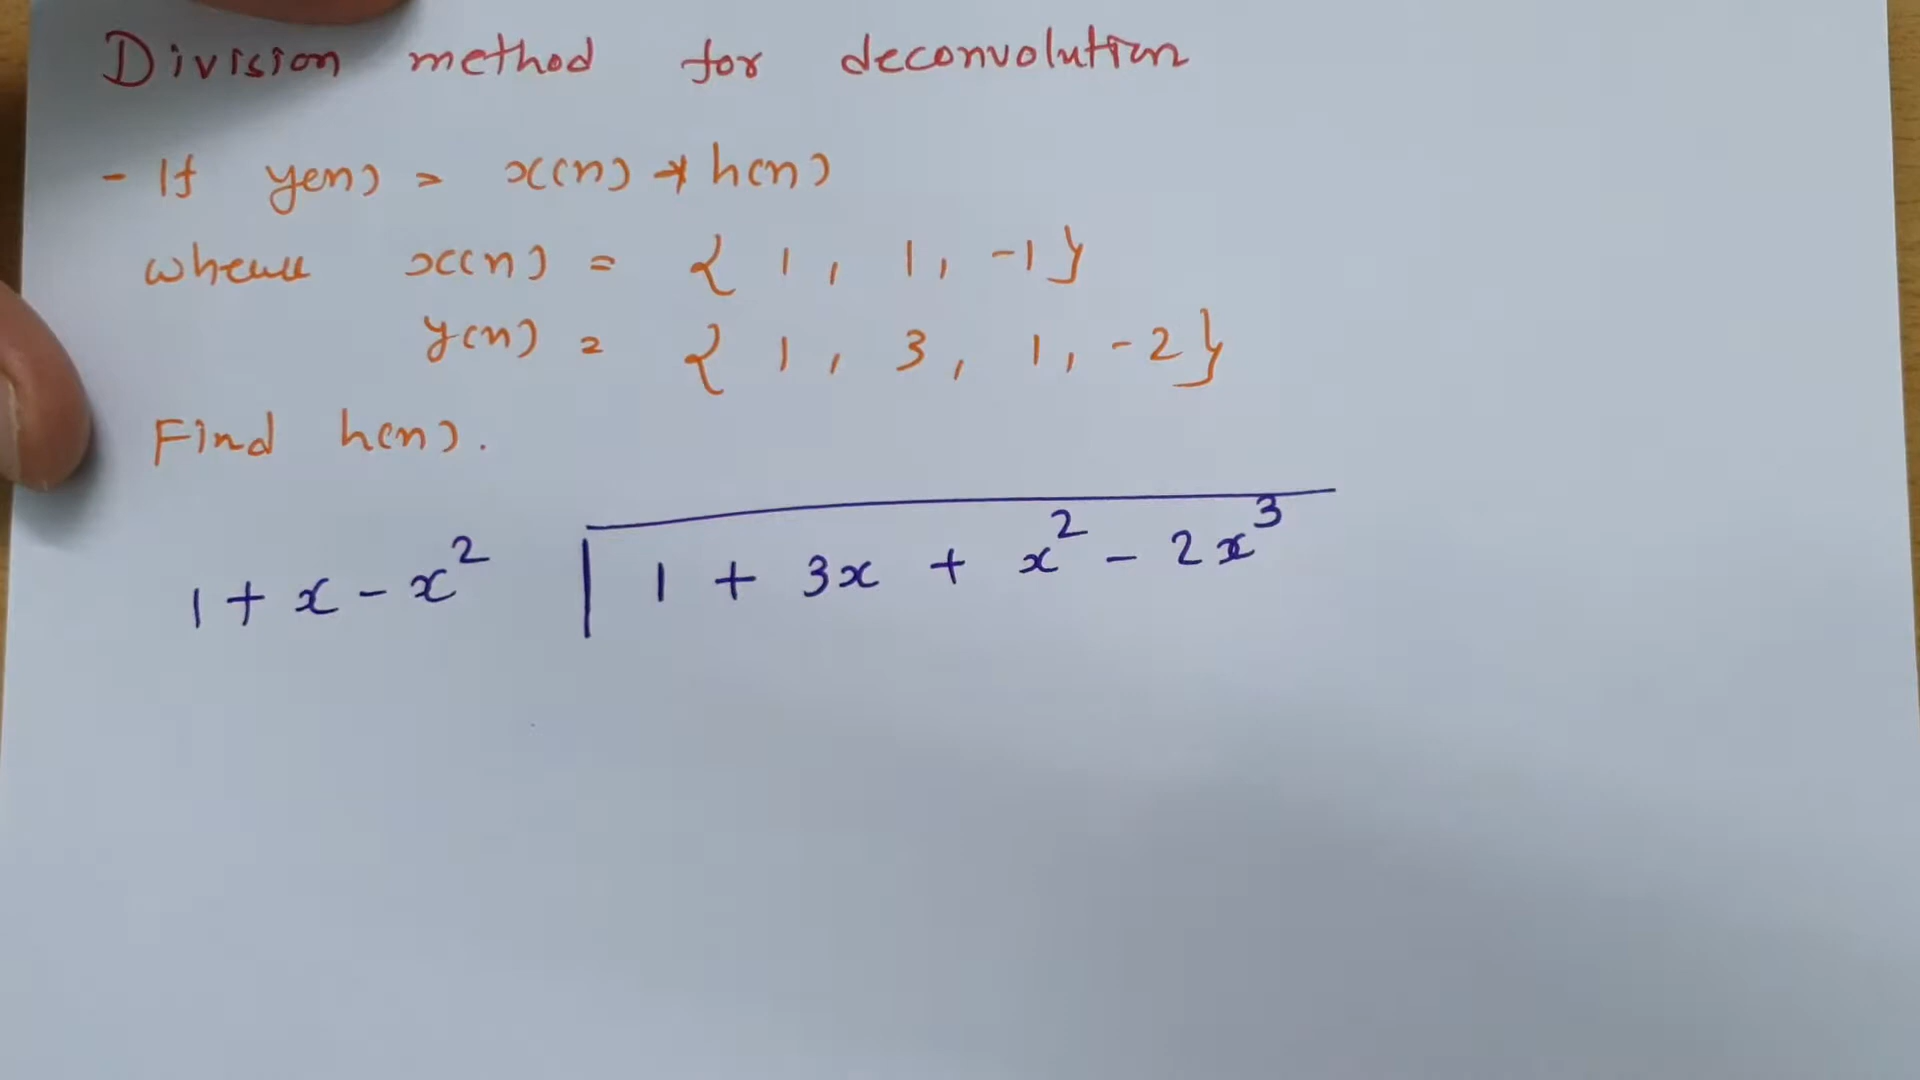 Division method for deconvolution
- If y(n) = x(n) * h(n)
where x(n) = { 1, 1, -1}
y(n) = { 1, 3, 1, -2}
Find h(n).
1 + x - x² | 1 + 3x + x² - 2x³